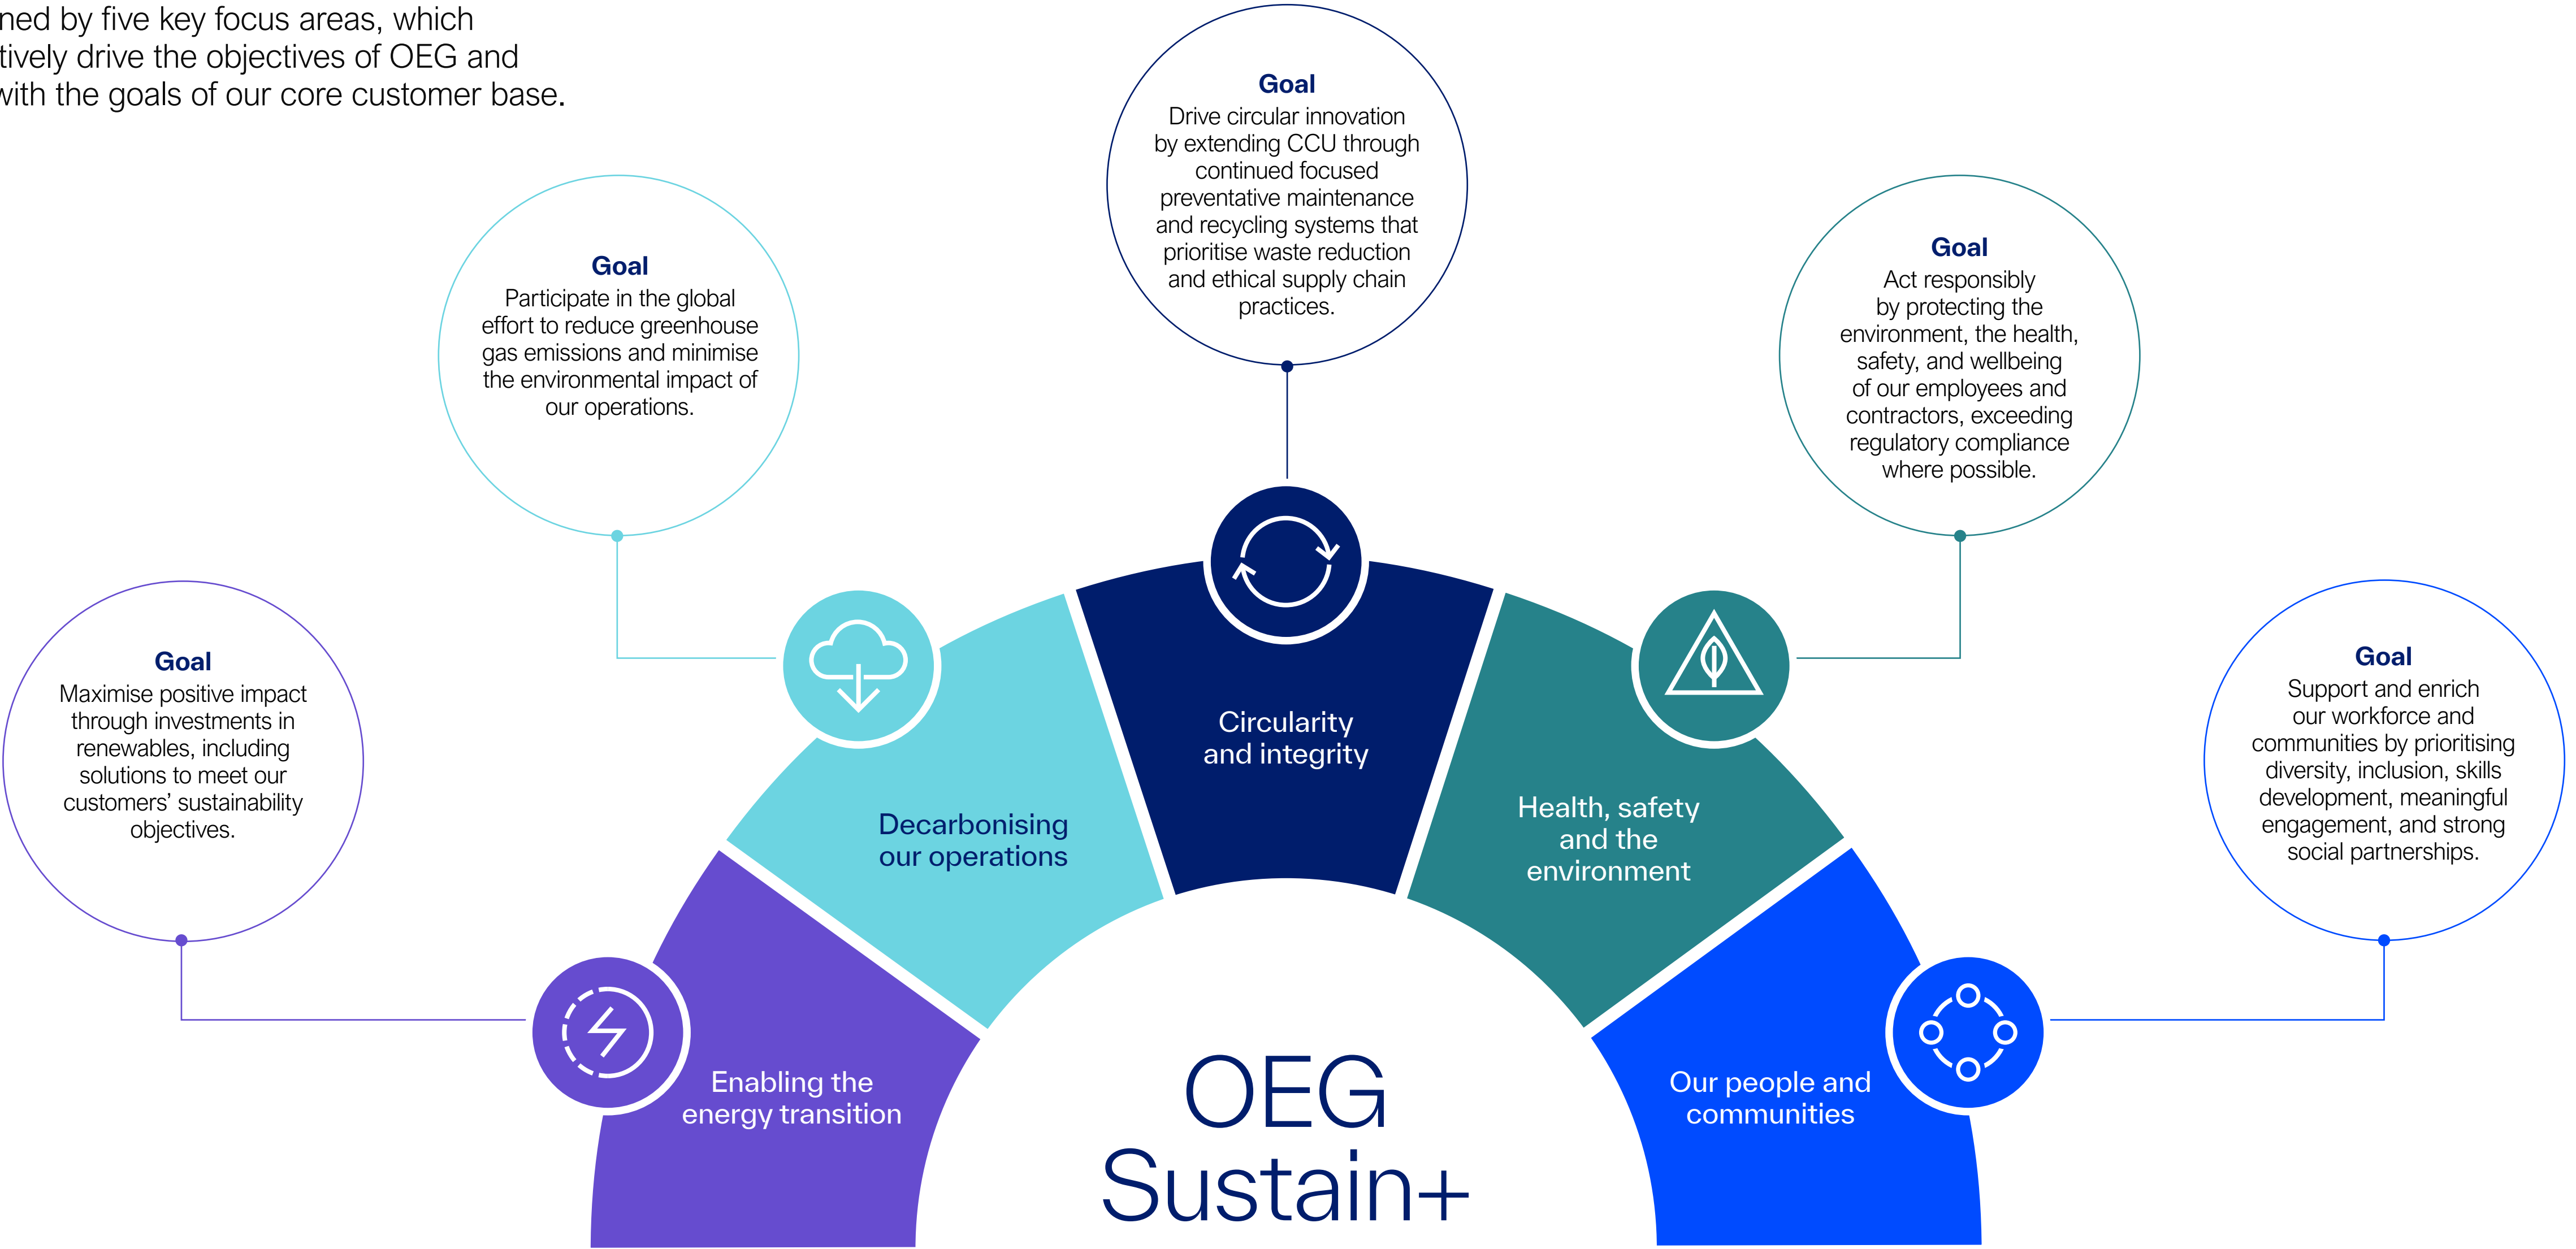 ned by five key focus areas, which
tively drive the objectives of OEG and
with the goals of our core customer base.
Goal
Maximise positive impact
through investments in
renewables, including
solutions to meet our
customers’ sustainability
objectives.
Goal
Participate in the global
effort to reduce greenhouse
gas emissions and minimise
the environmental impact of
our operations.
Goal
Drive circular innovation
by extending CCU through
continued focused
preventative maintenance
and recycling systems that
prioritise waste reduction
and ethical supply chain
practices.
Goal
Act responsibly
by protecting the
environment, the health,
safety, and wellbeing
of our employees and
contractors, exceeding
regulatory compliance
where possible.
Goal
Support and enrich
our workforce and
communities by prioritising
diversity, inclusion, skills
development, meaningful
engagement, and strong
social partnerships.
Enabling the
energy transition
Decarbonising
our operations
Circularity
and integrity
Health, safety
and the
environment
Our people and
communities
OEG
Sustain+